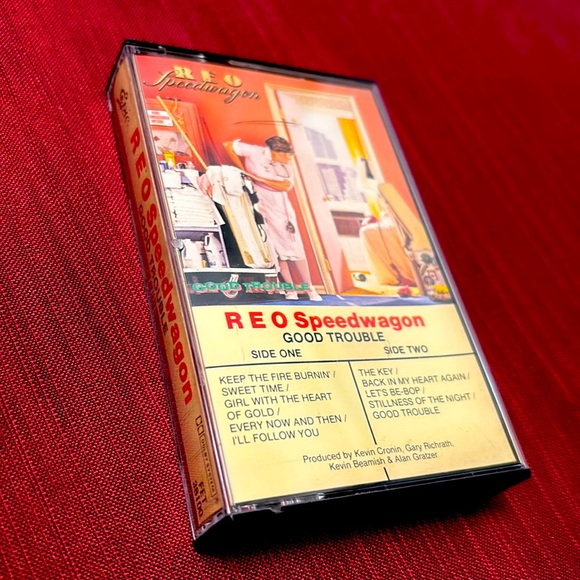 REO
Speedwagon
GOOD TROUBLE
REO Speedwagon
GOOD TROUBLE
SIDE ONE
KEEP THE FIRE BURNIN' /
SWEET TIME /
GIRL WITH THE HEART
OF GOLD /
EVERY NOW AND THEN /
I'LL FOLLOW YOU
SIDE TWO
THE KEY /
BACK IN MY HEART AGAIN /
LET'S BE-BOP /
STILLNESS OF THE NIGHT /
GOOD TROUBLE
Produced by Kevin Cronin, Gary Richrath,
Kevin Beamish & Alan Gratzer
REO Speedwagon
GOOD TROUBLE